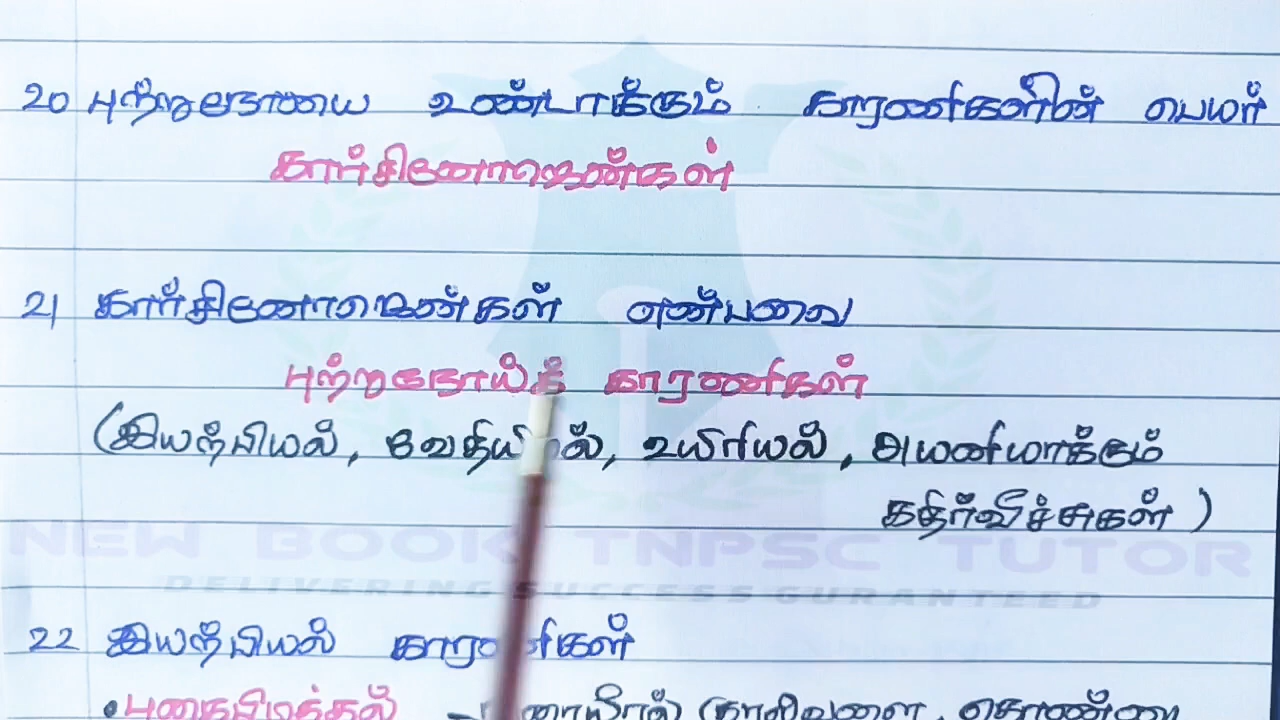 20 புற்றுநோயை உண்டாக்கும் காரணிகளின் பெயர்
கார்சினோஜென்கள்
21 கார்சினோஜென்கள் என்பவை
புற்றுநோய்க் காரணிகள்
(இயற்பியல், வேதியியல், உயிரியல், அயனியாக்கும்
கதிர்வீச்சுகள்)
NEW BOOK TNPSC TUTOR
DELIVERING SUCCESS GURANTEED
22 இயற்பியல் காரணிகள்
• புகைபிடித்தல் -